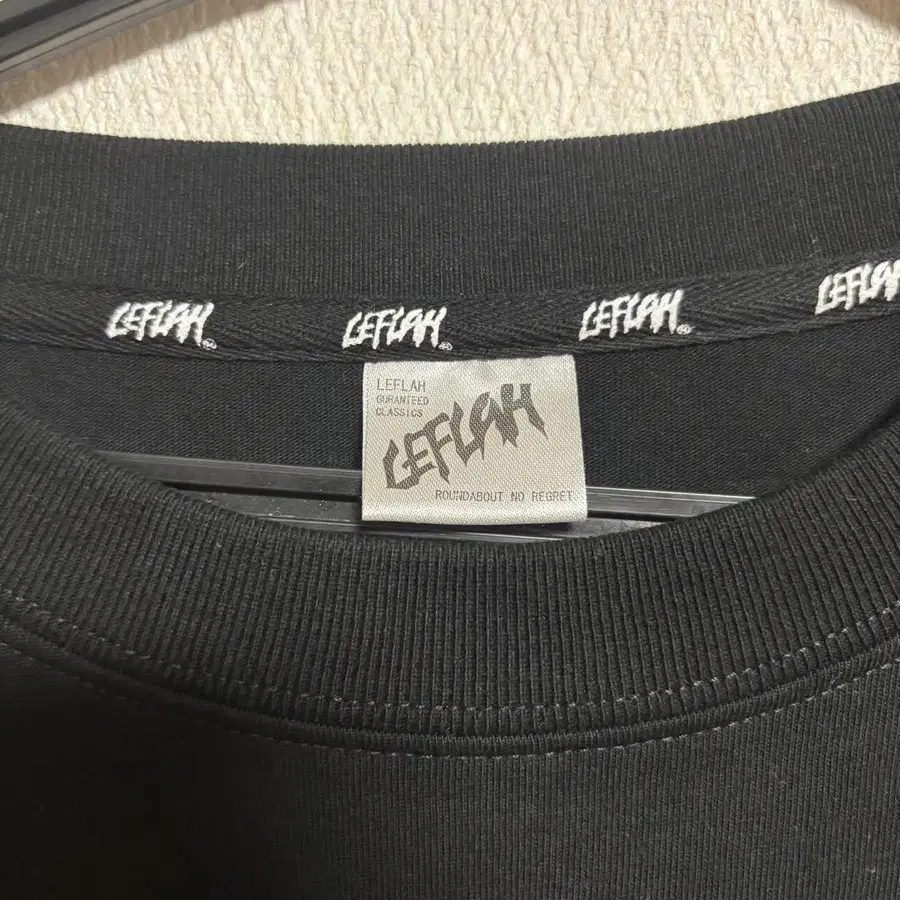 LEFLAH
LEFLAH
LEFLAH
LEFLAH
LEFLAH
GURANTEED
CLASSICS
LEFLAH
ROUNDABOUT NO REGRET